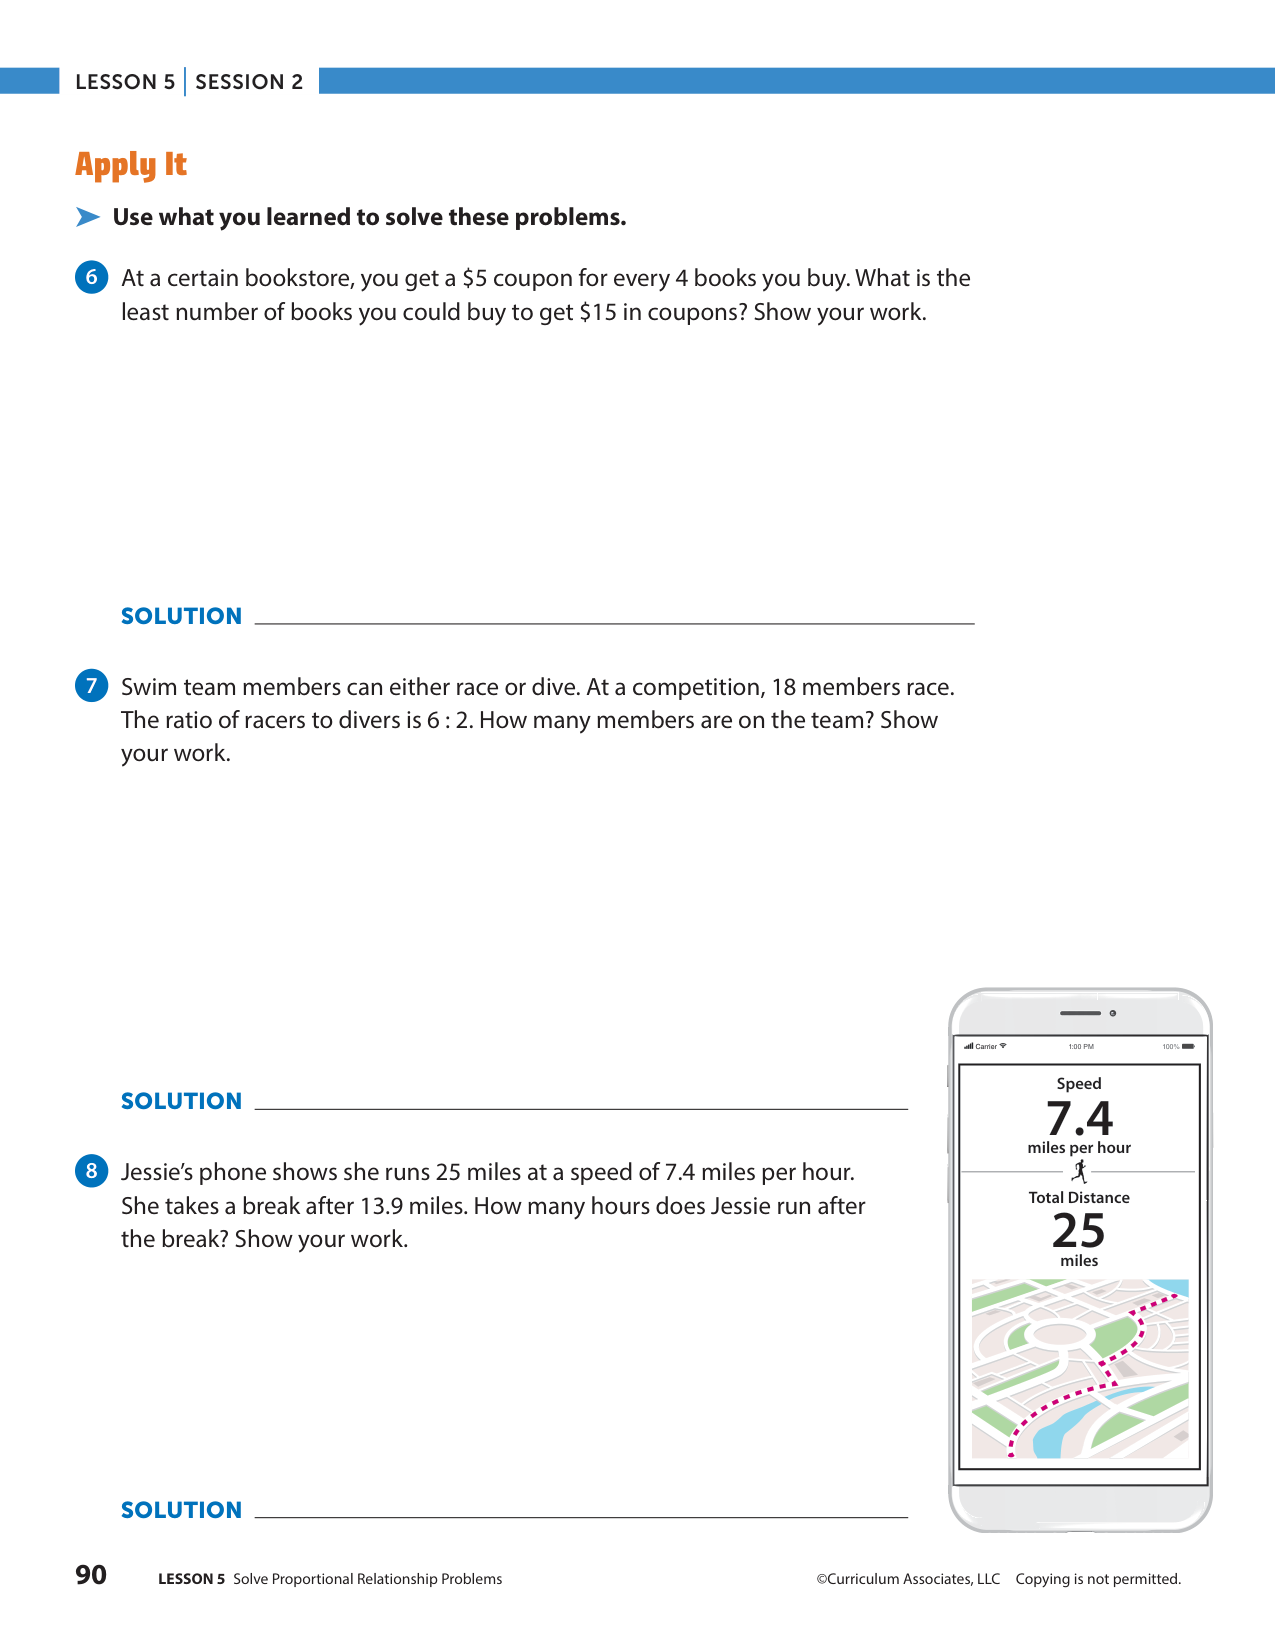 LESSON 5 | SESSION 2
Apply It
➤ Use what you learned to solve these problems.
6 At a certain bookstore, you get a $5 coupon for every 4 books you buy. What is the
least number of books you could buy to get $15 in coupons? Show your work.
SOLUTION
7 Swim team members can either race or dive. At a competition, 18 members race.
The ratio of racers to divers is 6 : 2. How many members are on the team? Show
your work.
SOLUTION
8 Jessie’s phone shows she runs 25 miles at a speed of 7.4 miles per hour.
She takes a break after 13.9 miles. How many hours does Jessie run after
the break? Show your work.
Carrier 1:00 PM 100%
Speed
7.4
miles per hour
Total Distance
25
miles
SOLUTION
90 LESSON 5 Solve Proportional Relationship Problems ©Curriculum Associates, LLC Copying is not permitted.